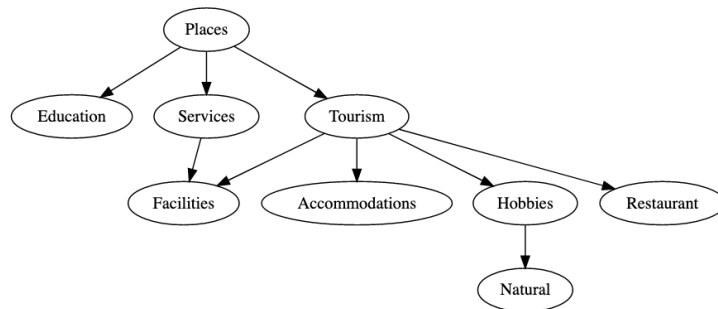 Places
Education
Services
Tourism
Facilities
Accommodations
Hobbies
Restaurant
Natural